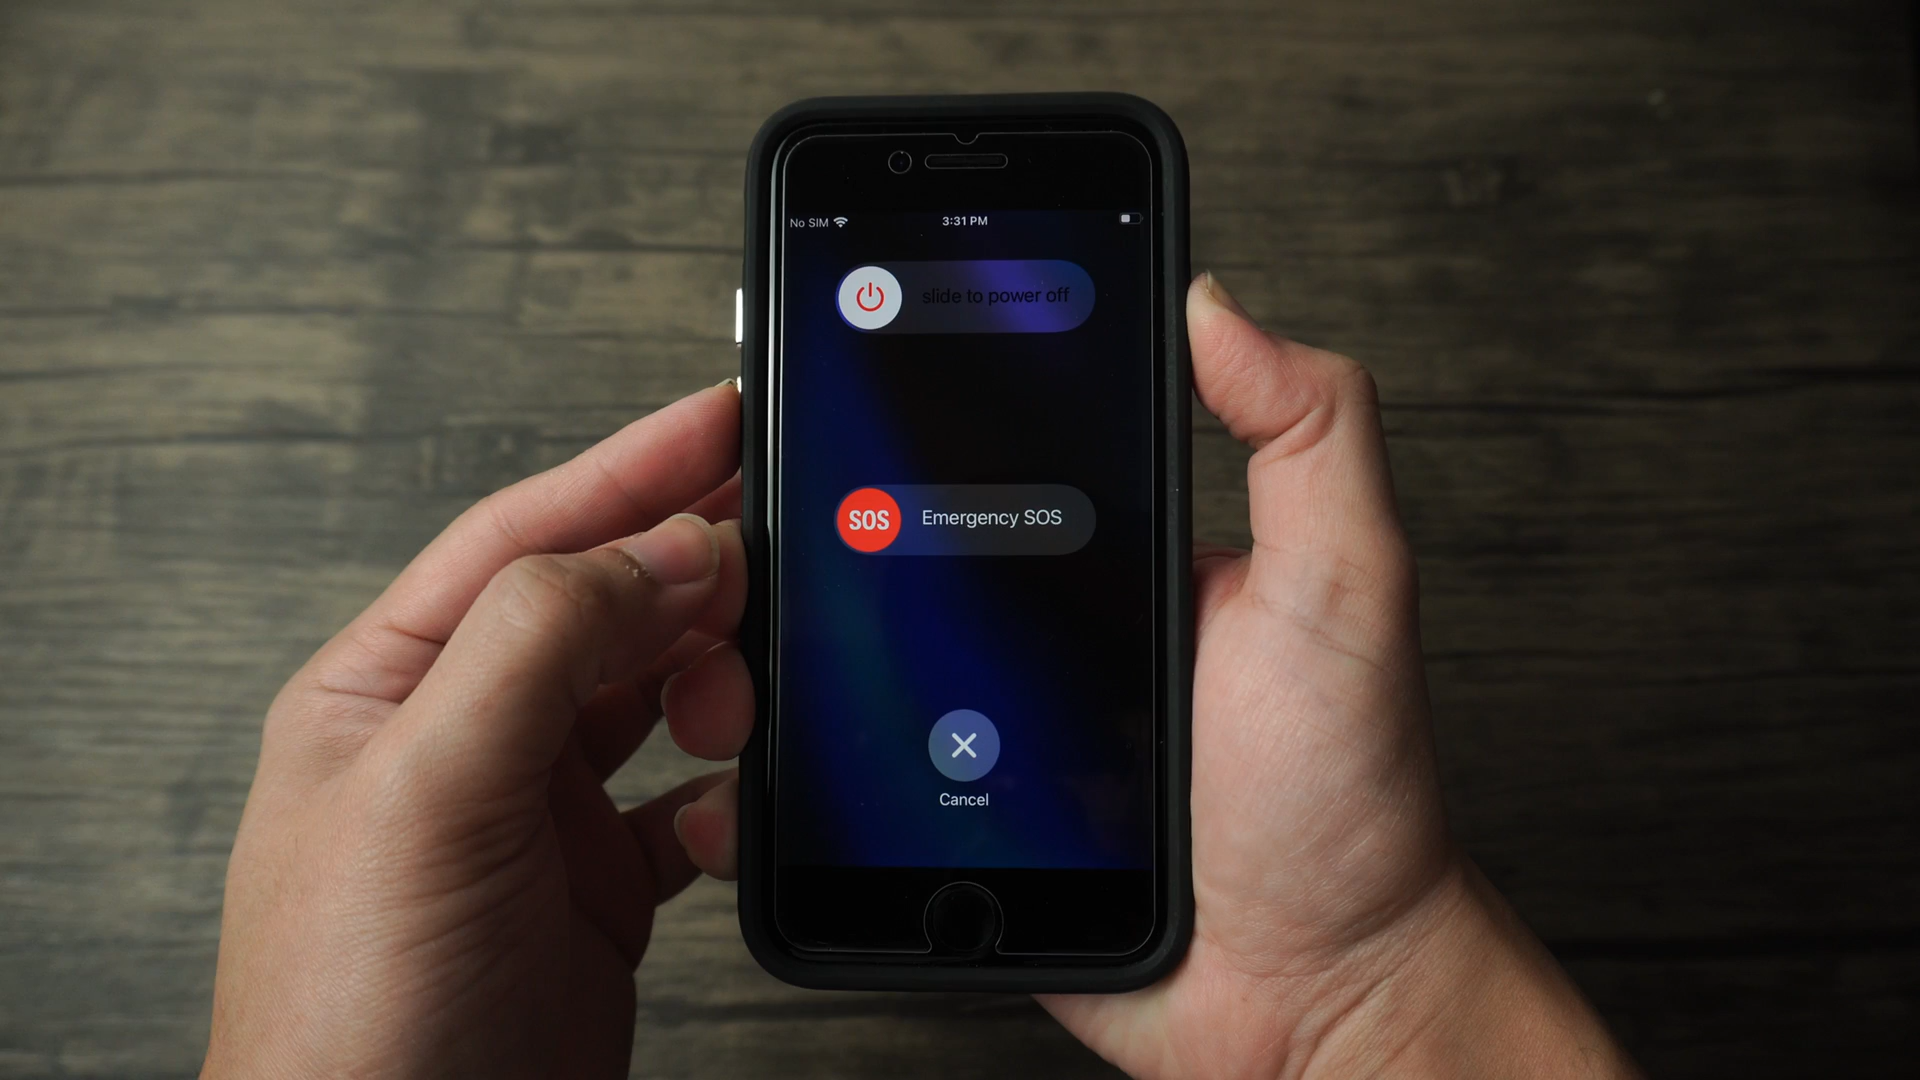 No SIM
3:31 PM
slide to power off
SOS
Emergency SOS
Cancel